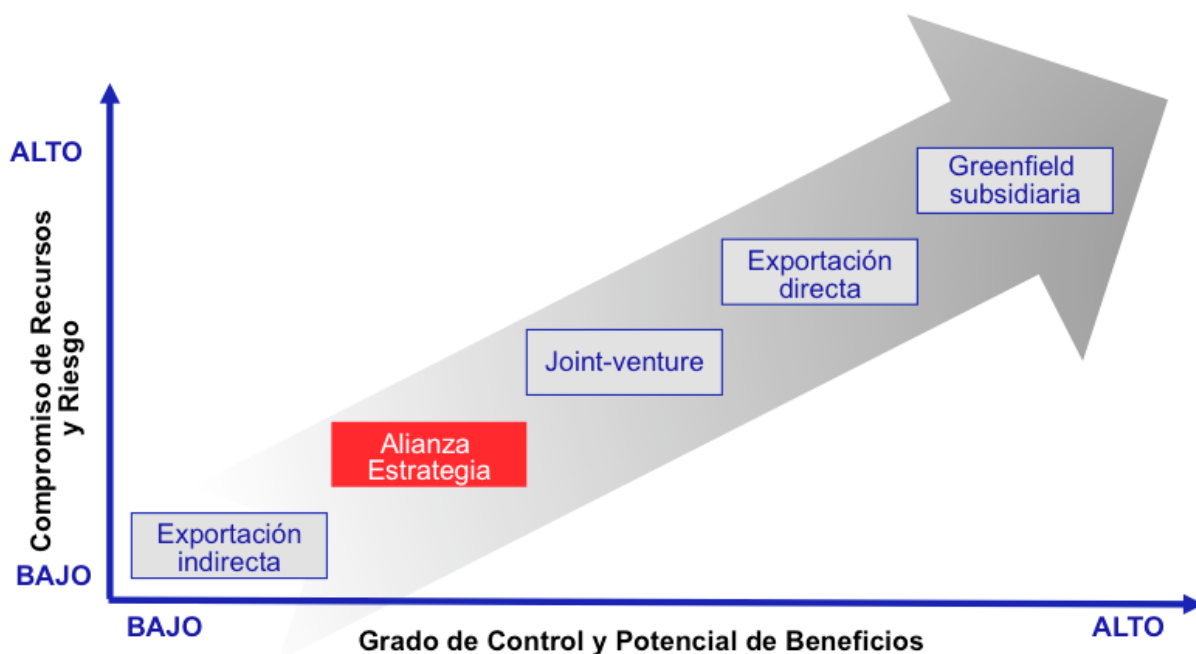 ALTO
Compromiso de Recursos
y Riesgo
BAJO
Greenfield
subsidiaria
Exportación
directa
Joint-venture
Alianza
Estrategia
Exportación
indirecta
BAJO
ALTO
Grado de Control y Potencial de Beneficios